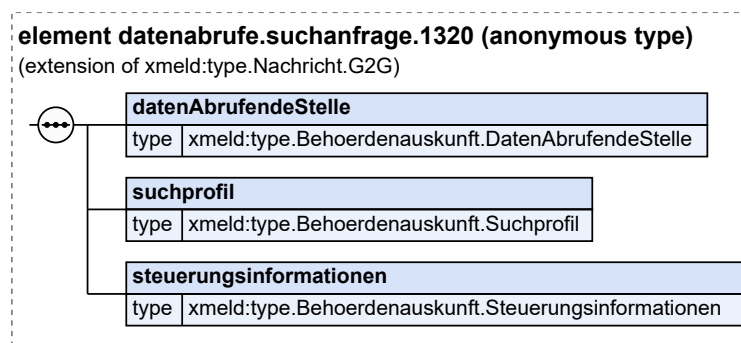 element datenabrufe.suchanfrage.1320 (anonymous type)
(extension of xmeld:type.Nachricht.G2G)
datenAbrufendeStelle
type xmeld:type.Behoerdenauskunft.DatenAbrufendeStelle
suchprofil
type xmeld:type.Behoerdenauskunft.Suchprofil
steuerungsinformationen
type xmeld:type.Behoerdenauskunft.Steuerungsinformationen